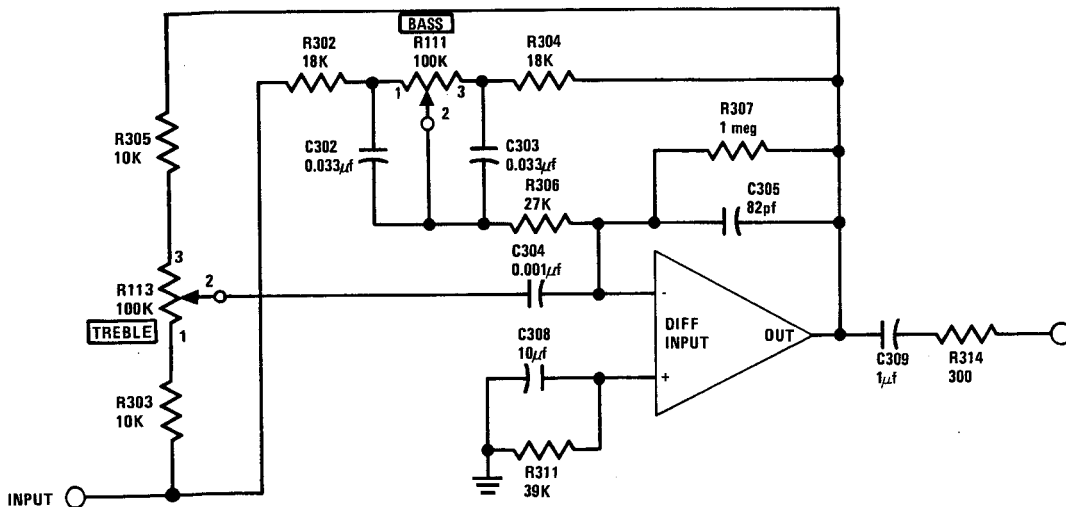 BASS
R302
18K
R111
100K
R304
18K
1
3
2
R305
10K
C302
0.033μf
C303
0.033μf
R307
1 meg
R306
27K
C305
82pf
3
2
C304
0.001μf
R113
100K
TREBLE
1
-
DIFF
INPUT
OUT
C308
10μf
+
C309
1μf
R314
300
R303
10K
R311
39K
INPUT